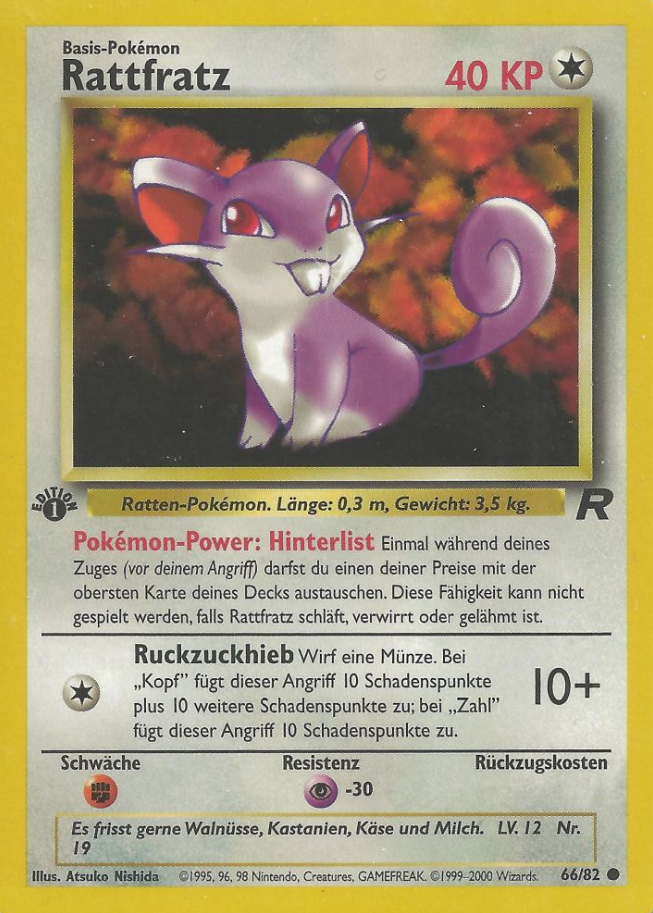 Basis-Pokémon
Rattfratz
40 KP
EDITION
1
Ratten-Pokémon. Länge: 0,3 m, Gewicht: 3,5 kg.
R
Pokémon-Power: Hinterlist Einmal während deines
Zuges (vor deinem Angriff) darfst du einen deiner Preise mit der
obersten Karte deines Decks austauschen. Diese Fähigkeit kann nicht
gespielt werden, falls Rattfratz schläft, verwirrt oder gelähmt ist.
Ruckzuckhieb Wirf eine Münze. Bei
„Kopf” fügt dieser Angriff 10 Schadenspunkte
plus 10 weitere Schadenspunkte zu; bei „Zahl”
fügt dieser Angriff 10 Schadenspunkte zu.
10+
Schwäche
Resistenz
Rückzugskosten
-30
Es frisst gerne Walnüsse, Kastanien, Käse und Milch. LV. 12 Nr.
19
Illus. Atsuko Nishida
©1995, 96, 98 Nintendo, Creatures, GAMEFREAK. ©1999-2000 Wizards.
66/82